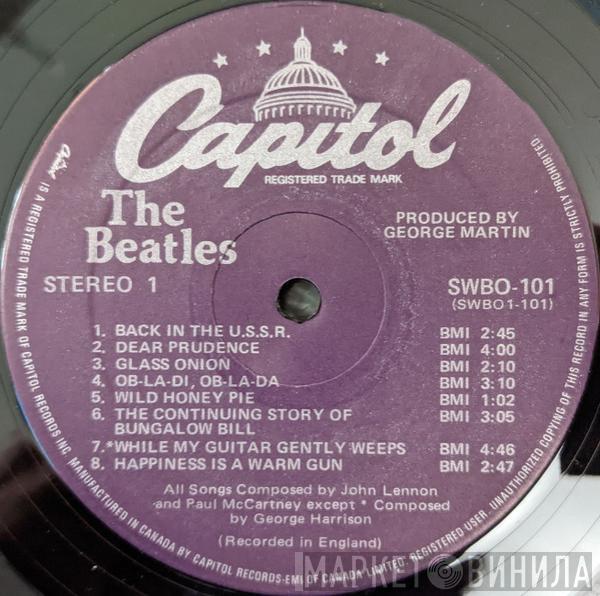 Capitol
REGISTERED TRADE MARK
The
Beatles
PRODUCED BY
GEORGE MARTIN
STEREO 1
SWBO-101
(SWBO1-101)
1. BACK IN THE U.S.S.R. BMI 2:45
2. DEAR PRUDENCE BMI 4:00
3. GLASS ONION BMI 2:10
4. OB-LA-DI, OB-LA-DA BMI 3:10
5. WILD HONEY PIE BMI 1:02
6. THE CONTINUING STORY OF
BUNGALOW BILL BMI 3:05
7.*WHILE MY GUITAR GENTLY WEEPS BMI 4:46
8. HAPPINESS IS A WARM GUN BMI 2:47
All Songs Composed by John Lennon
and Paul McCartney except * Composed
by George Harrison
(Recorded in England)
Capitol IS A REGISTERED TRADE MARK OF CAPITOL RECORDS INC. MANUFACTURED IN CANADA BY CAPITOL RECORDS-EMI OF CANADA LIMITED. REGISTERED USER. UNAUTHORIZED COPYING OF THIS RECORD IN ANY FORM IS STRICTLY PROHIBITED.
МАРКЕТ ВИНИЛА